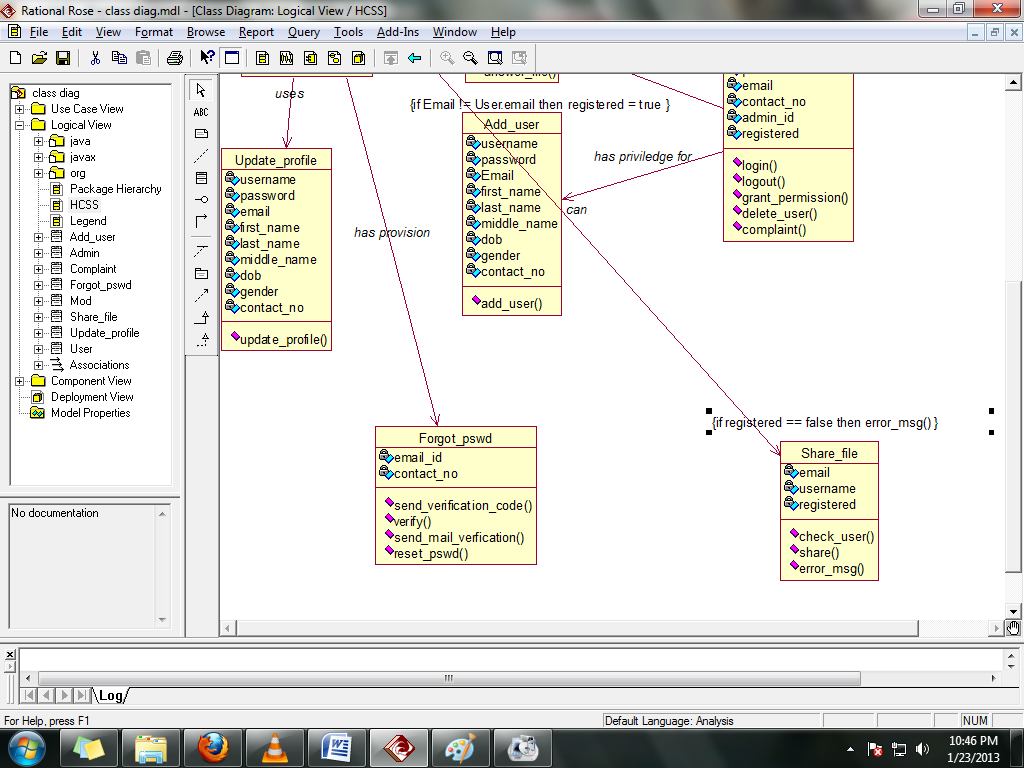 Rational Rose - class diag.mdl - [Class Diagram: Logical View / HCSS]
File Edit View Format Browse Report Query Tools Add-Ins Window Help
class diag
Use Case View
Logical View
java
javax
org
Package Hierarchy
HCSS
Legend
Add_user
Admin
Complaint
Forgot_pswd
Mod
Share_file
Update_profile
User
Associations
Component View
Deployment View
Model Properties
No documentation
ABC
uses
Update_profile
username
password
email
first_name
last_name
middle_name
dob
gender
contact_no
update_profile()
has provision
answer_file()
{if Email != User.email then registered = true }
Add_user
username
password
Email
first_name
last_name
middle_name
dob
gender
contact_no
add_user()
has priviledge for
can
email
contact_no
admin_id
registered
login()
logout()
grant_permission()
delete_user()
complaint()
Forgot_pswd
email_id
contact_no
send_verification_code()
verify()
send_mail_verfication()
reset_pswd()
{if registered == false then error_msg() }
Share_file
email
username
registered
check_user()
share()
error_msg()
Log
For Help, press F1
Default Language: Analysis
NUM
10:46 PM
1/23/2013